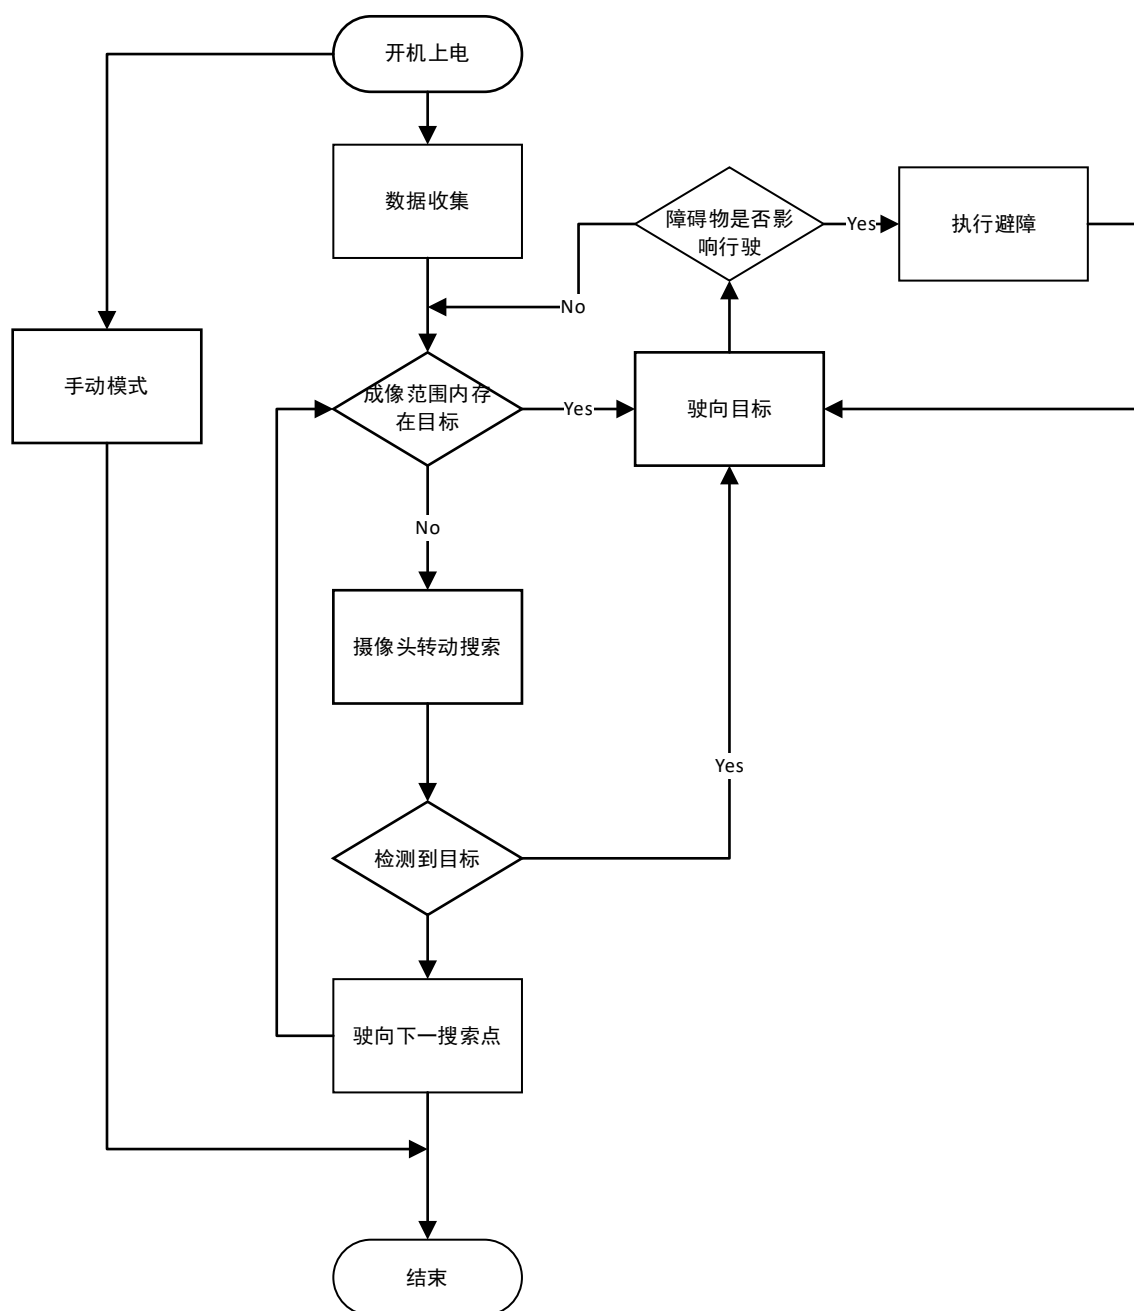 开机上电
数据收集
障碍物是否影
响行驶
Yes
执行避障
No
手动模式
成像范围内存
在目标
Yes
驶向目标
No
摄像头转动搜索
Yes
检测到目标
驶向下一搜索点
结束